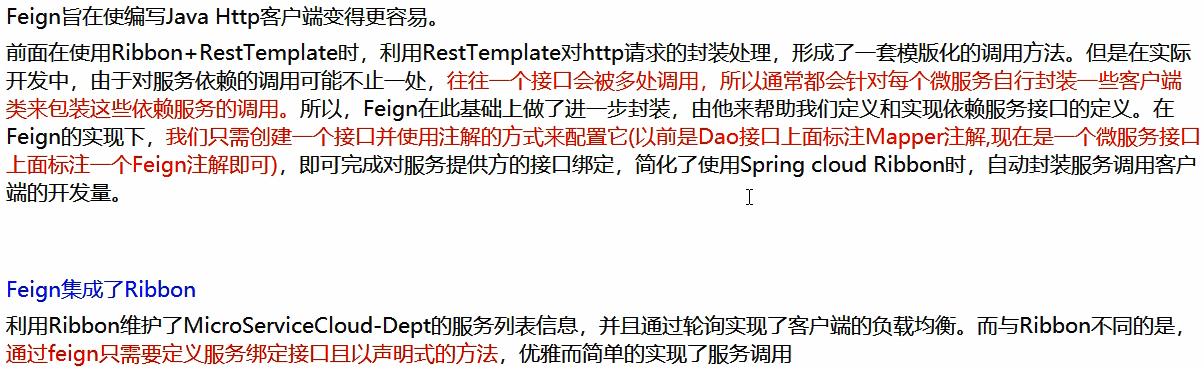 Feign旨在使编写Java Http客户端变得更容易。
前面在使用Ribbon+RestTemplate时，利用RestTemplate对http请求的封装处理，形成了一套模版化的调用方法。但是在实际
开发中，由于对服务依赖的调用可能不止一处，往往一个接口会被多处调用，所以通常都会针对每个微服务自行封装一些客户端
类来包装这些依赖服务的调用。所以，Feign在此基础上做了进一步封装，由他来帮助我们定义和实现依赖服务接口的定义。在
Feign的实现下，我们只需创建一个接口并使用注解的方式来配置它(以前是Dao接口上面标注Mapper注解,现在是一个微服务接口
上面标注一个Feign注解即可)，即可完成对服务提供方的接口绑定，简化了使用Spring cloud Ribbon时，自动封装服务调用客户
端的开发量。
Feign集成了Ribbon
利用Ribbon维护了MicroServiceCloud-Dept的服务列表信息，并且通过轮询实现了客户端的负载均衡。而与Ribbon不同的是，
通过feign只需要定义服务绑定接口且以声明式的方法，优雅而简单的实现了服务调用